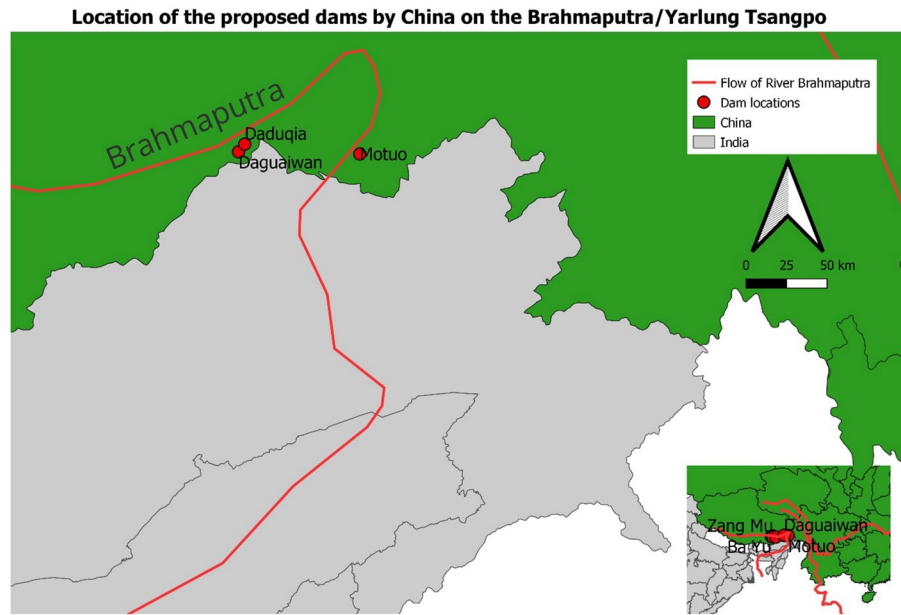 Location of the proposed dams by China on the Brahmaputra/Yarlung Tsangpo
Flow of River Brahmaputra
Dam locations
China
India
Brahmaputra
Daduqia
Daguaiwan
Motuo
0 25 50 km
Zang Mu Daguaiwan
Ba Yu Motuo